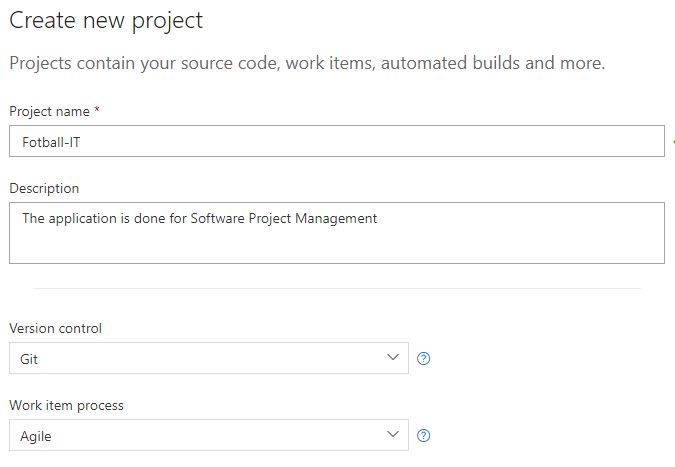 Create new project
Projects contain your source code, work items, automated builds and more.
Project name *
Fotball-IT
Description
The application is done for Software Project Management
Version control
Git
?
Work item process
Agile
?